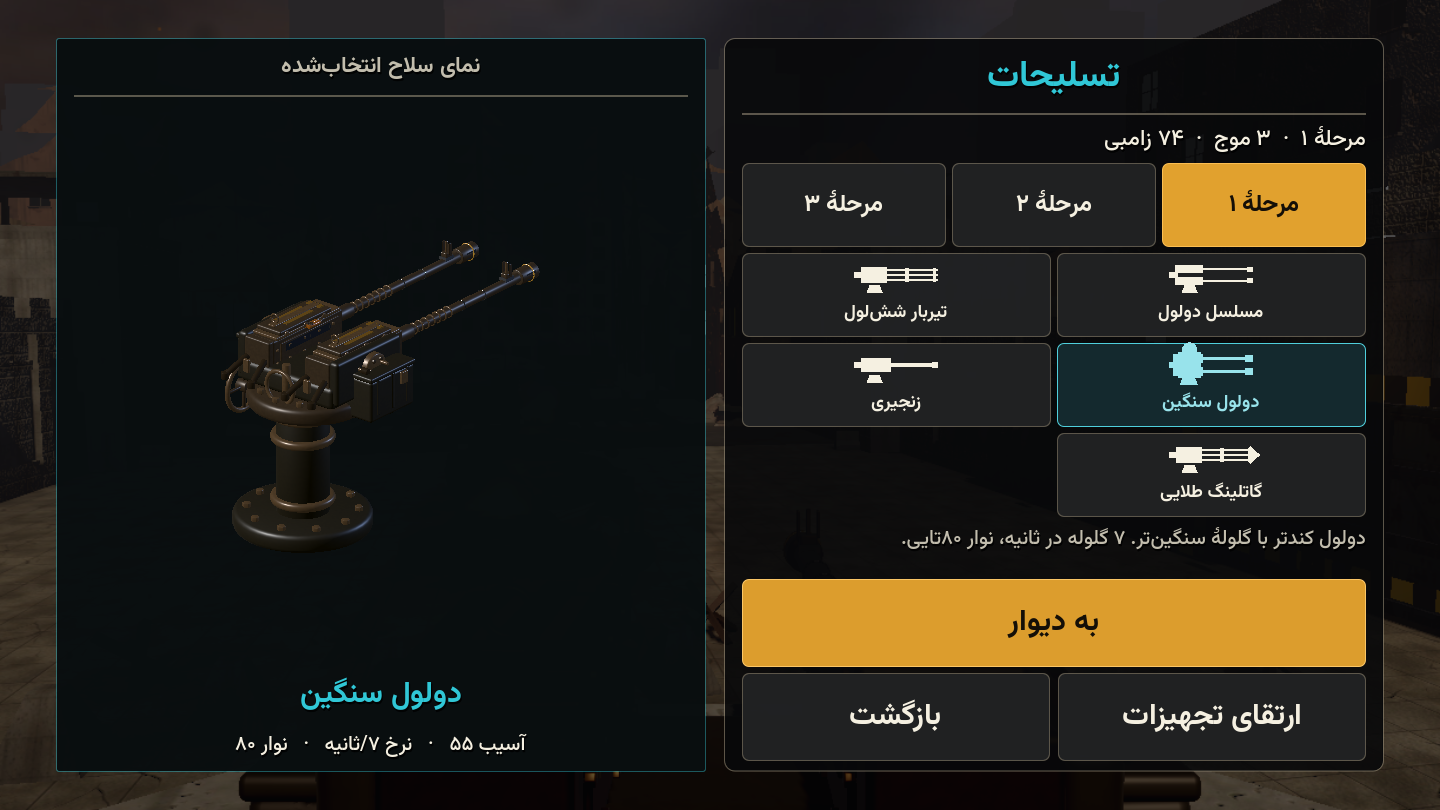 تسلیحات
مرحلهٔ ۱ · ۳ موج · ۷۴ زامبی
مرحلهٔ ۱
مرحلهٔ ۲
مرحلهٔ ۳
مسلسل دولول
تیربار شش‌لول
دولول سنگین
زنجیری
گاتلینگ طلایی
دولول کندتر با گلولهٔ سنگین‌تر. ۷ گلوله در ثانیه، نوار ۸۰تایی.
به دیوار
ارتقای تجهیزات
بازگشت
نمای سلاح انتخاب‌شده
دولول سنگین
آسیب ۵۵ · نرخ ۷/ثانیه · نوار ۸۰